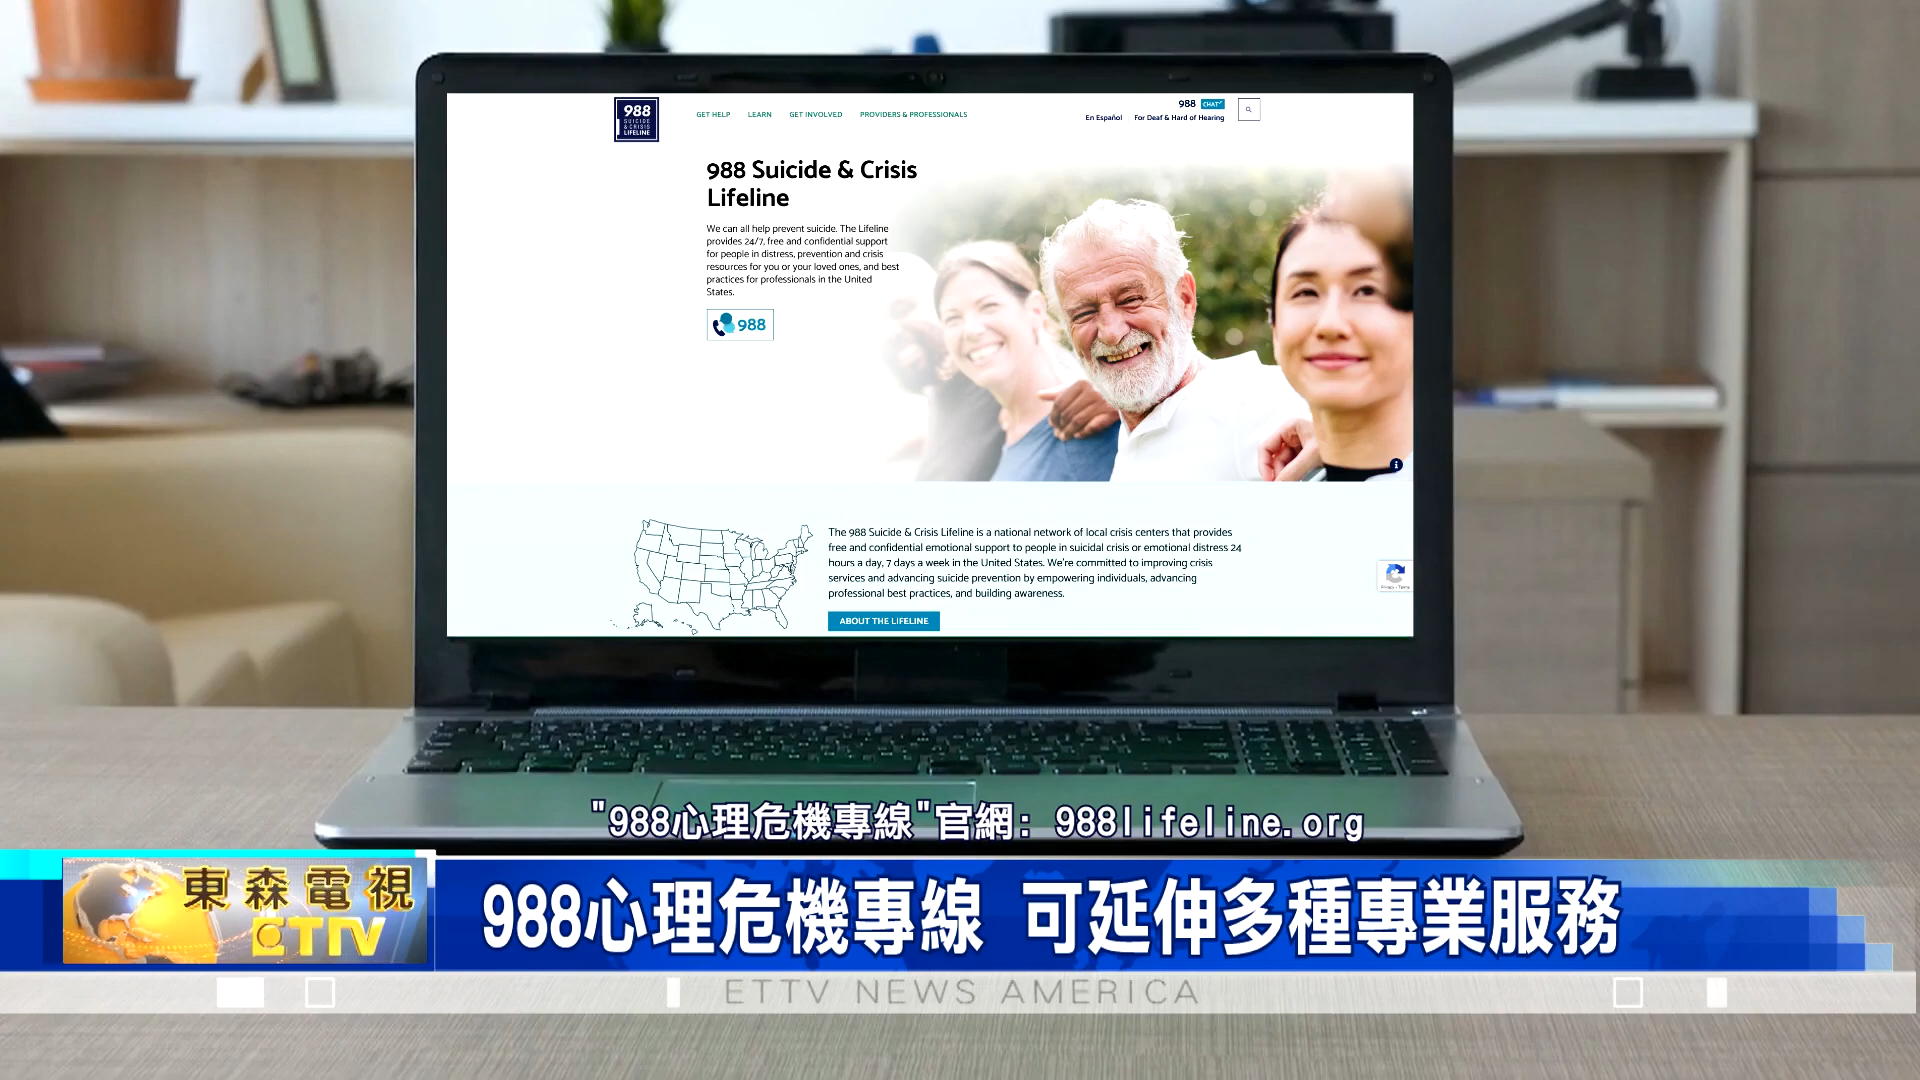 988
SUICIDE
& CRISIS
LIFELINE
GET HELP
LEARN
GET INVOLVED
PROVIDERS & PROFESSIONALS
988 CHAT
En Español
For Deaf & Hard of Hearing
988 Suicide & Crisis
Lifeline
We can all help prevent suicide. The Lifeline
provides 24/7, free and confidential support
for people in distress, prevention and crisis
resources for you or your loved ones, and best
practices for professionals in the United
States.
988
The 988 Suicide & Crisis Lifeline is a national network of local crisis centers that provides
free and confidential emotional support to people in suicidal crisis or emotional distress 24
hours a day, 7 days a week in the United States. We're committed to improving crisis
services and advancing suicide prevention by empowering individuals, advancing
professional best practices, and building awareness.
ABOUT THE LIFELINE
Privacy - Terms
"988心理危機專線"官網: 988lifeline.org
東森電視
ETTV
988心理危機專線 可延伸多種專業服務
ETTV NEWS AMERICA